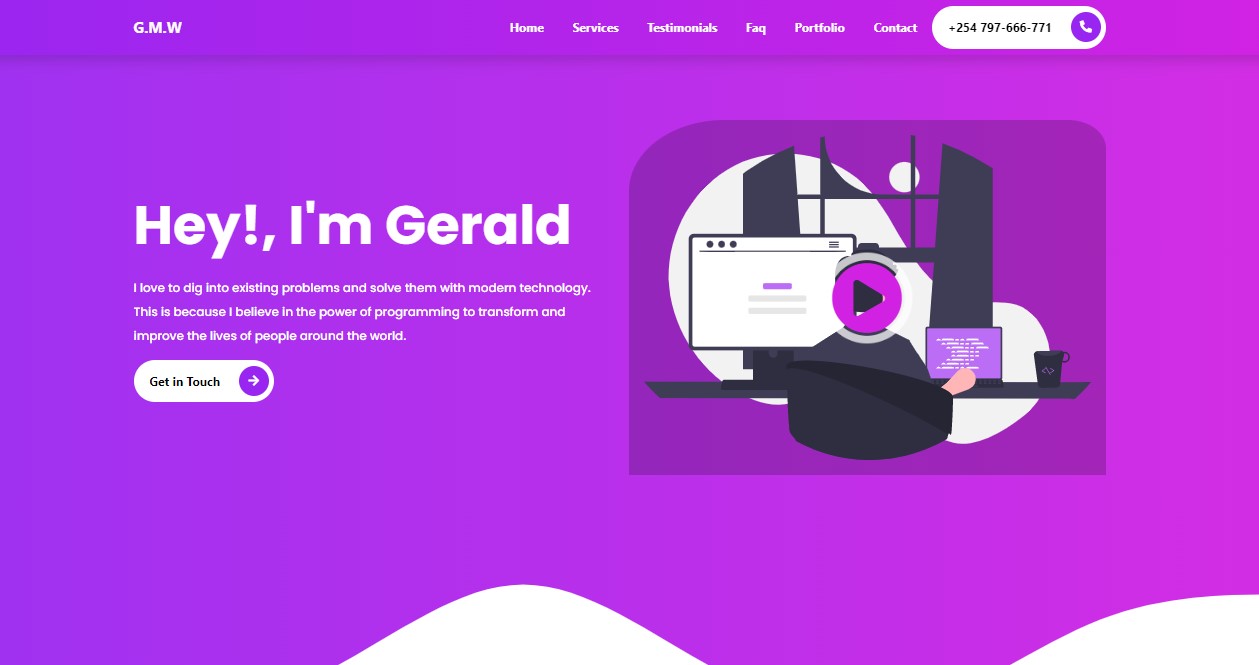 G.M.W
Home Services Testimonials Faq Portfolio Contact +254 797-666-771
Hey!, I'm Gerald
I love to dig into existing problems and solve them with modern technology.
This is because I believe in the power of programming to transform and
improve the lives of people around the world.
Get in Touch